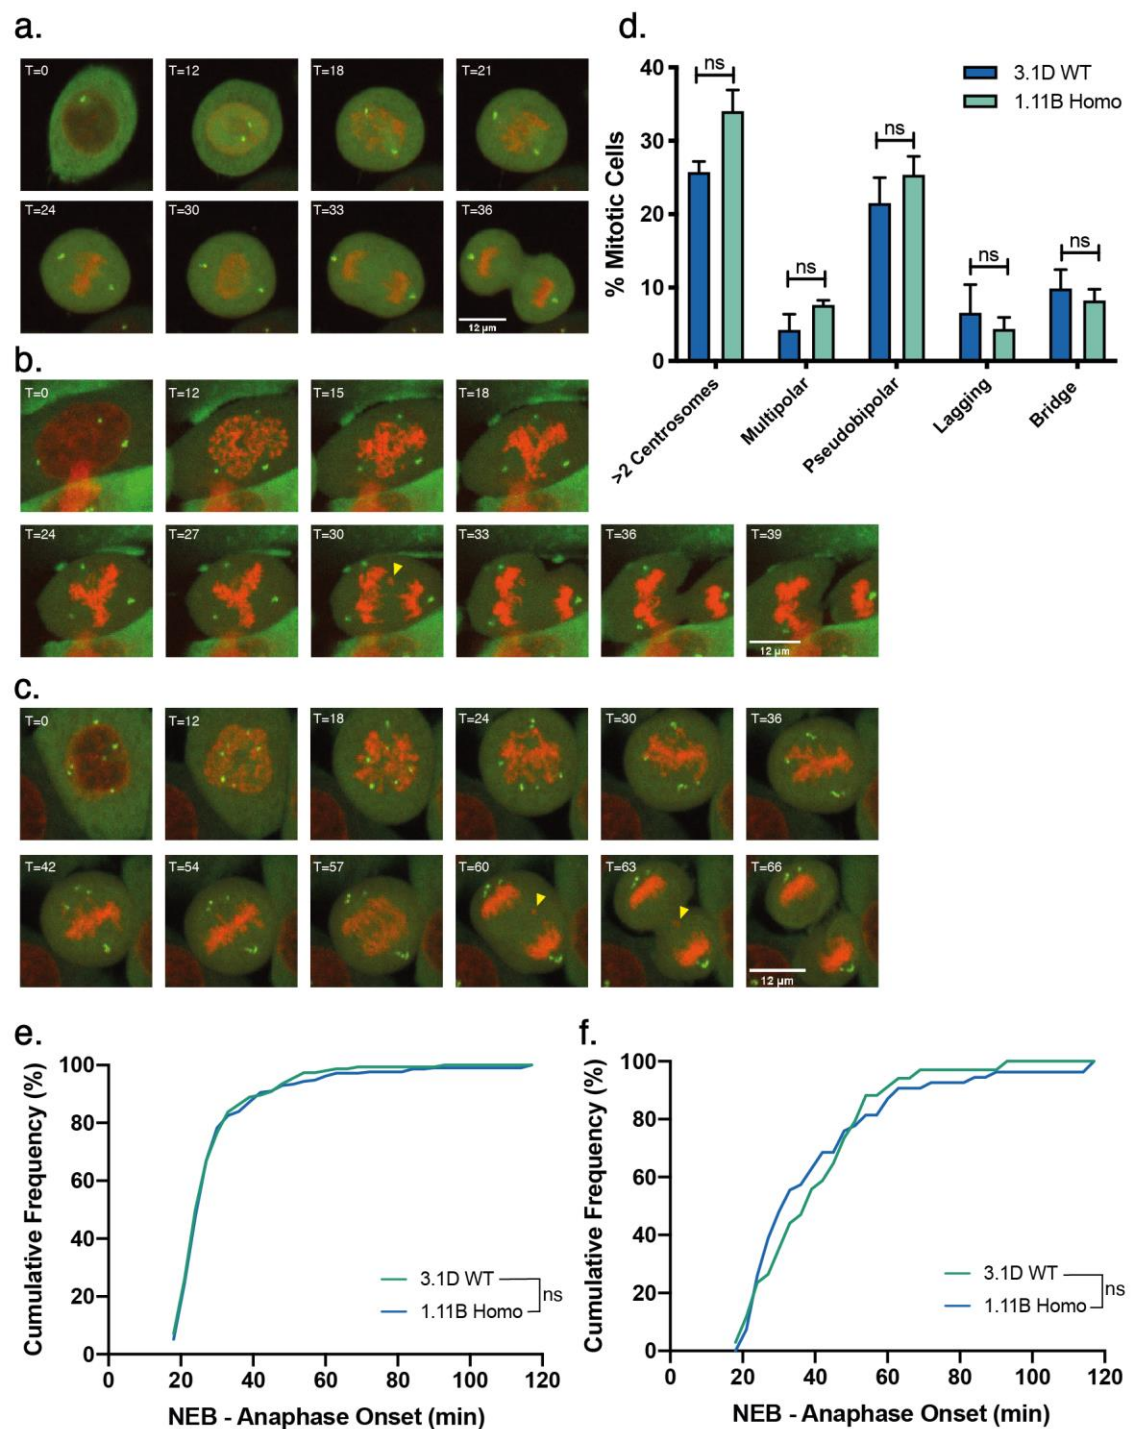 a.
T=0
T=12
T=18
T=21
T=24
T=30
T=33
T=36
12 µm
b.
T=0
T=12
T=15
T=18
T=24
T=27
T=30
T=33
T=36
T=39
12 µm
c.
T=0
T=12
T=18
T=24
T=30
T=36
T=42
T=54
T=57
T=60
T=63
T=66
12 µm
d.
% Mitotic Cells
40
30
20
10
0
ns
ns
ns
ns
ns
3.1D WT
1.11B Homo
>2 Centrosomes
Multipolar
Pseudobipolar
Lagging
Bridge
e.
Cumulative Frequency (%)
100
80
60
40
20
0
3.1D WT
1.11B Homo
ns
0 20 40 60 80 100 120
NEB - Anaphase Onset (min)
f.
Cumulative Frequency (%)
100
80
60
40
20
0
3.1D WT
1.11B Homo
ns
0 20 40 60 80 100 120
NEB - Anaphase Onset (min)